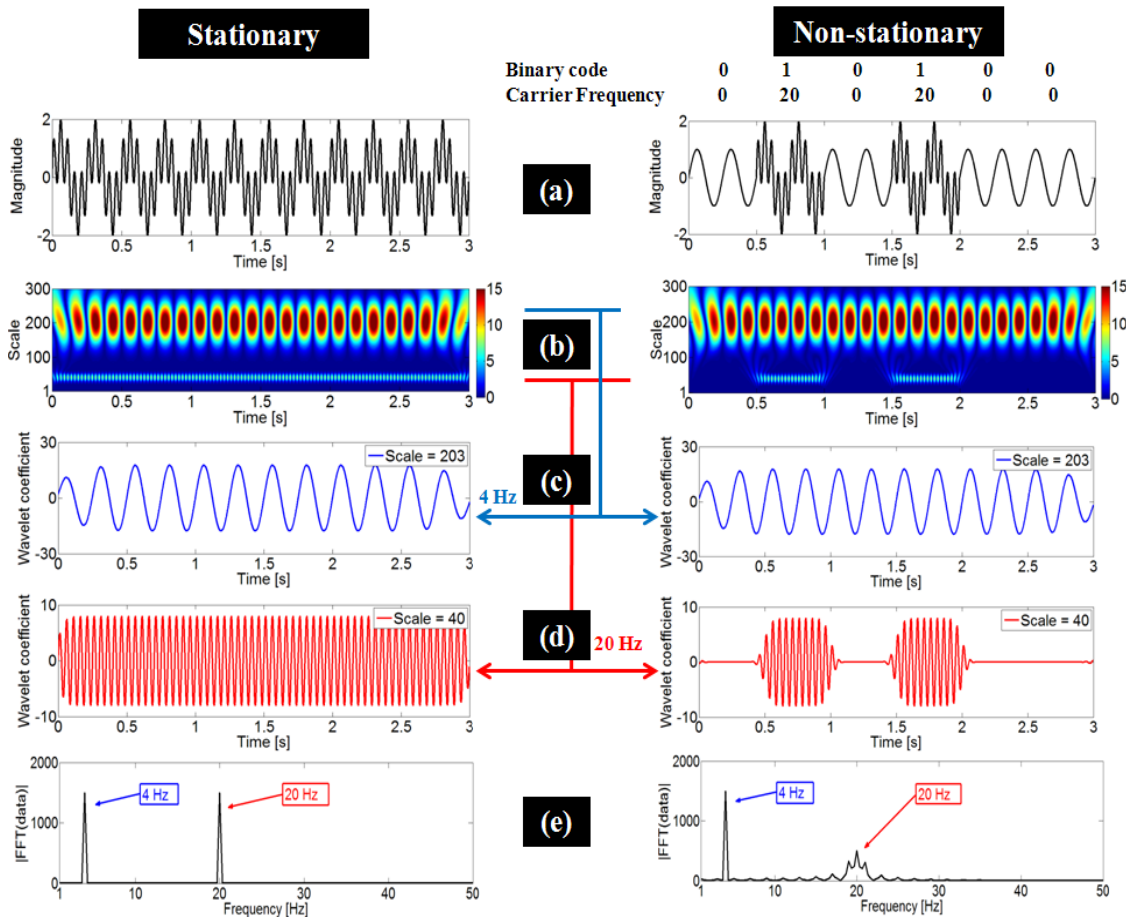 Stationary
Non-stationary
Binary code 0 1 0 1 0 0
Carrier Frequency 0 20 0 20 0 0
(a)
Magnitude
2
0
-2
0 0.5 1 1.5 2 2.5 3
Time [s]
Magnitude
2
0
-2
0 0.5 1 1.5 2 2.5 3
Time [s]
(b)
Scale
300
200
100
1
0 0.5 1 1.5 2 2.5 3
Time [s]
15
10
5
0
Scale
300
200
100
1
0 0.5 1 1.5 2 2.5 3
Time [s]
15
10
5
0
(c)
Wavelet coefficient
30
0
-30
Scale = 203
0 0.5 1 1.5 2 2.5 3
Time [s]
4 Hz
Wavelet coefficient
30
0
-30
Scale = 203
0 0.5 1 1.5 2 2.5 3
Time [s]
(d)
Wavelet coefficient
10
0
-10
Scale = 40
0 0.5 1 1.5 2 2.5 3
Time [s]
20 Hz
Wavelet coefficient
10
0
-10
Scale = 40
0 0.5 1 1.5 2 2.5 3
Time [s]
(e)
|FFT(data)|
2000
1000
0
4 Hz
20 Hz
1 10 20 30 40 50
Frequency [Hz]
|FFT(data)|
2000
1000
0
4 Hz
20 Hz
1 10 20 30 40 50
Frequency [Hz]